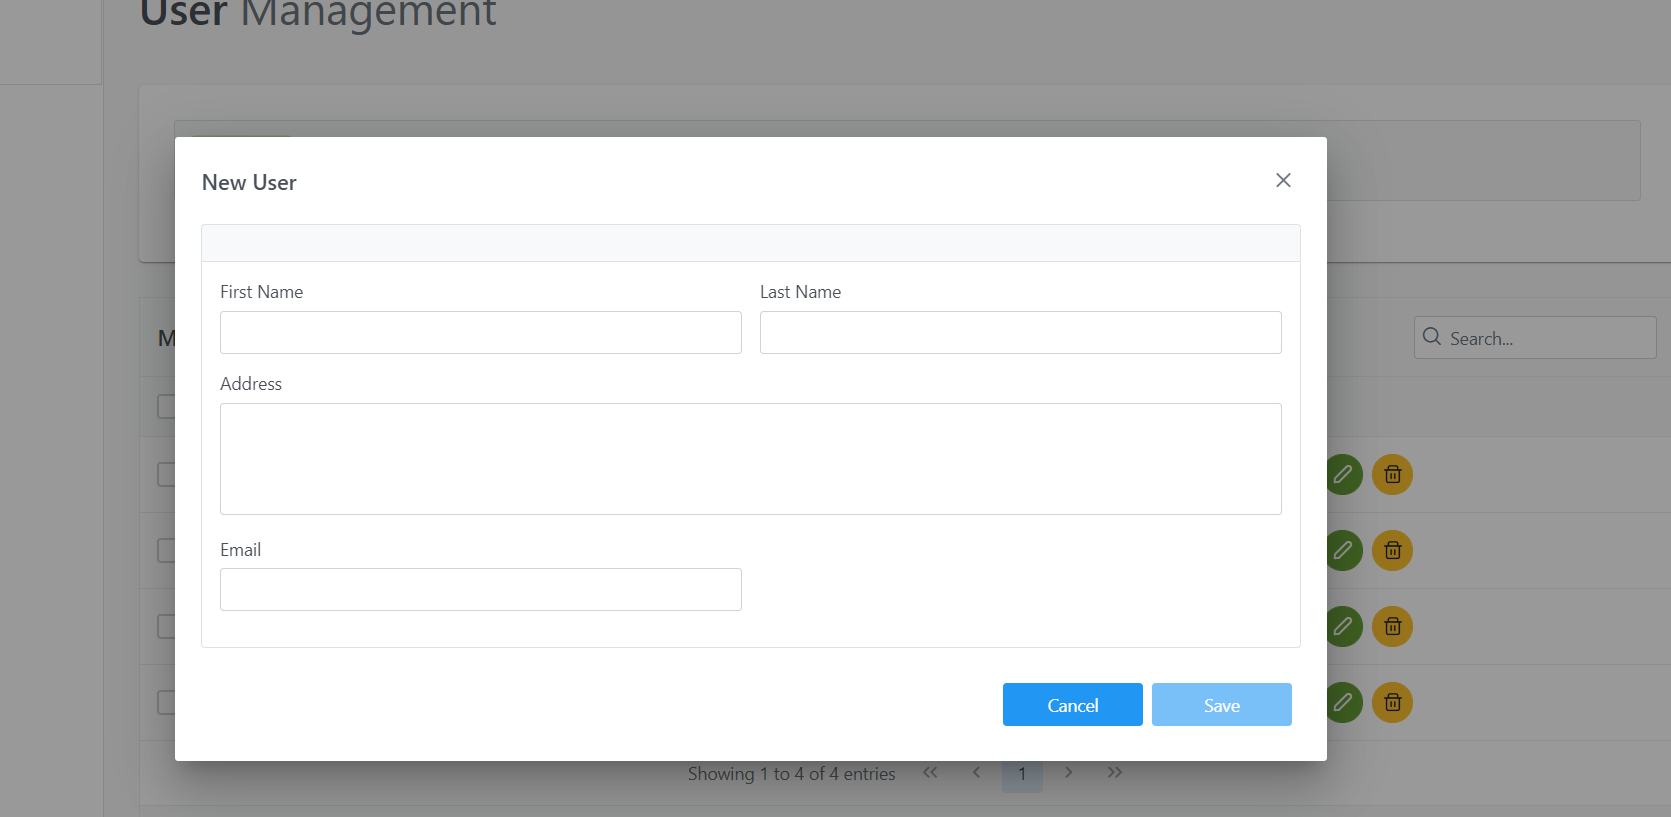 User Management
New User
First Name
Last Name
M
Search...
Address
Email
Cancel
Save
Showing 1 to 4 of 4 entries
1